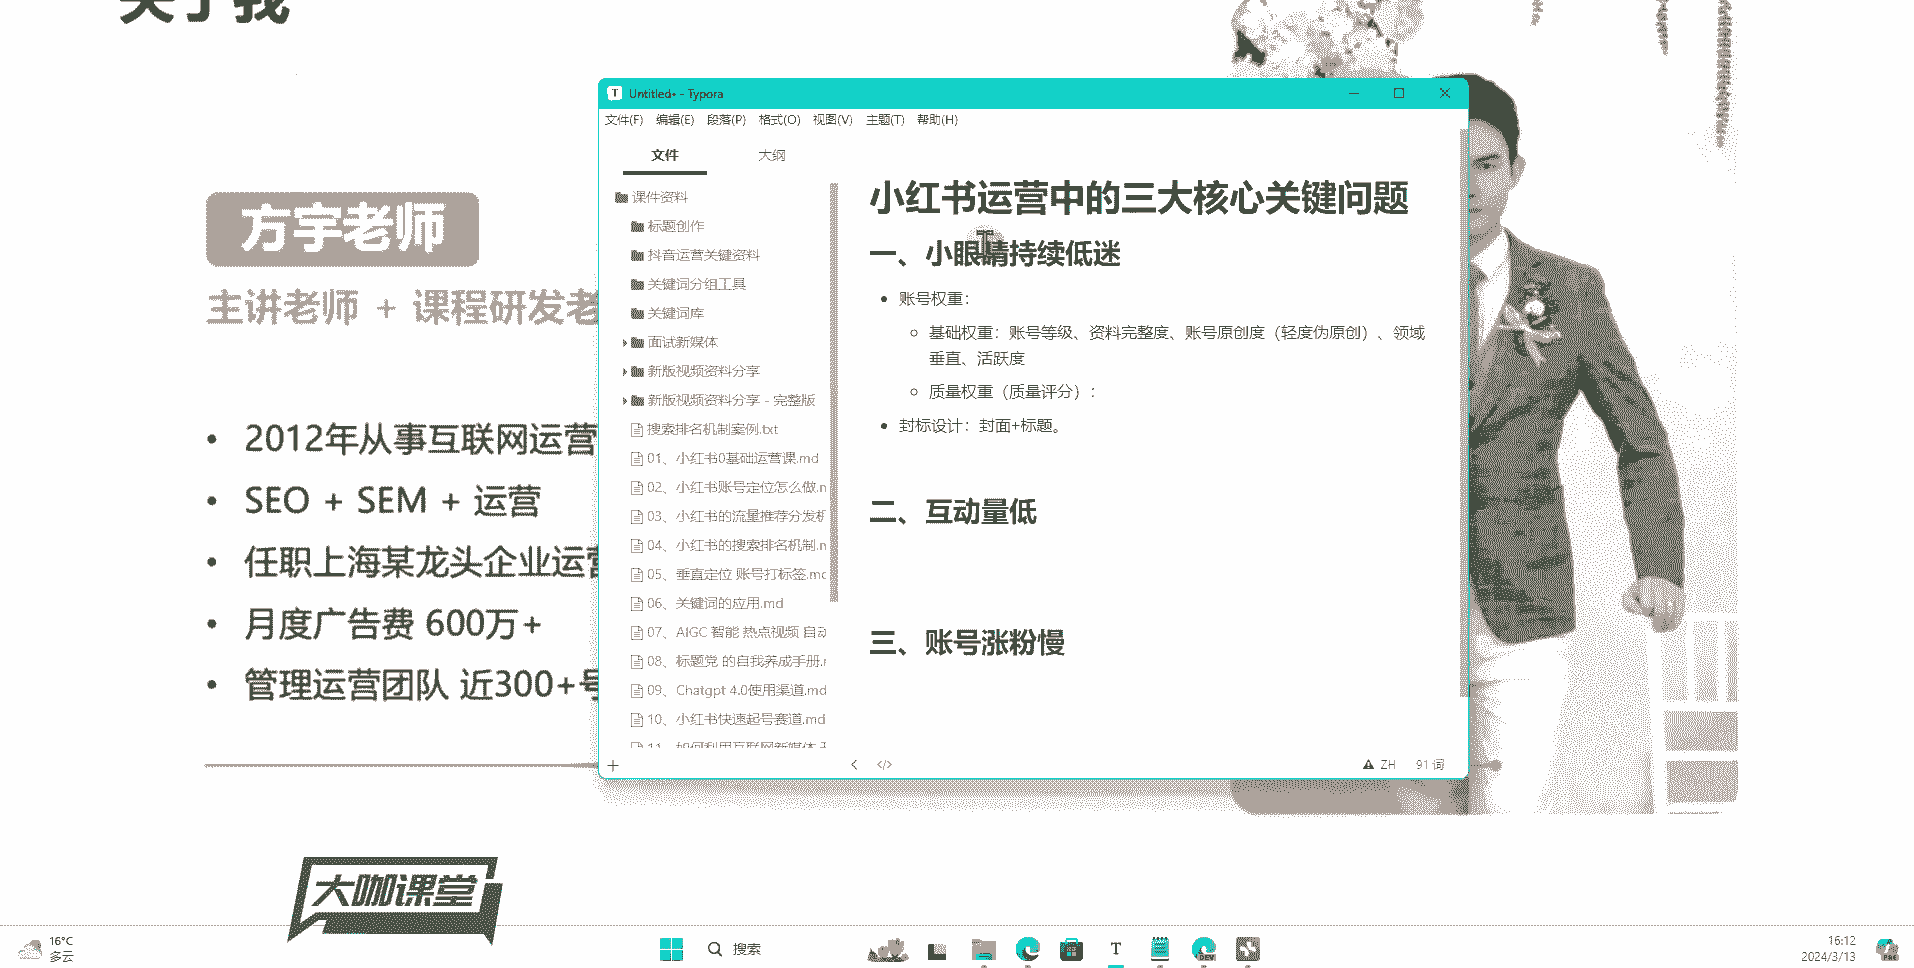 关于我
方宇老师
主讲老师 + 课程研发老
• 2012年从事互联网运营
• SEO + SEM + 运营
• 任职上海某龙头企业运营
• 月度广告费 600万+
• 管理运营团队 近300+号
大咖课堂
Untitled• - Typora
文件(F) 编辑(E) 段落(P) 格式(O) 视图(V) 主题(T) 帮助(H)
文件 大纲
课件资料
标题创作
抖音运营关键资料
关键词分组工具
关键词库
面试新媒体
新版视频资料分享
新版视频资料分享 - 完整版
搜索排名机制案例.txt
01、小红书0基础运营课.md
02、小红书账号定位怎么做.n
03、小红书的流量推荐分发机
04、小红书的搜索排名机制.n
05、垂直定位 账号打标签.mc
06、关键词的应用.md
07、AIGC 智能 热点视频 自动
08、标题党 的自我养成手册.r
09、Chatgpt 4.0使用渠道.md
10、小红书快速起号赛道.md
11、如何利用互联网新媒体
小红书运营中的三大核心关键问题
一、小眼睛持续低迷
• 账号权重：
基础权重：账号等级、资料完整度、账号原创度（轻度伪原创）、领域
垂直、活跃度
质量权重（质量评分）：
• 封标设计：封面+标题。
二、互动量低
三、账号涨粉慢
ZH 91 词
16°C
多云
搜索
DEV
16:12
2024/3/13
PRE